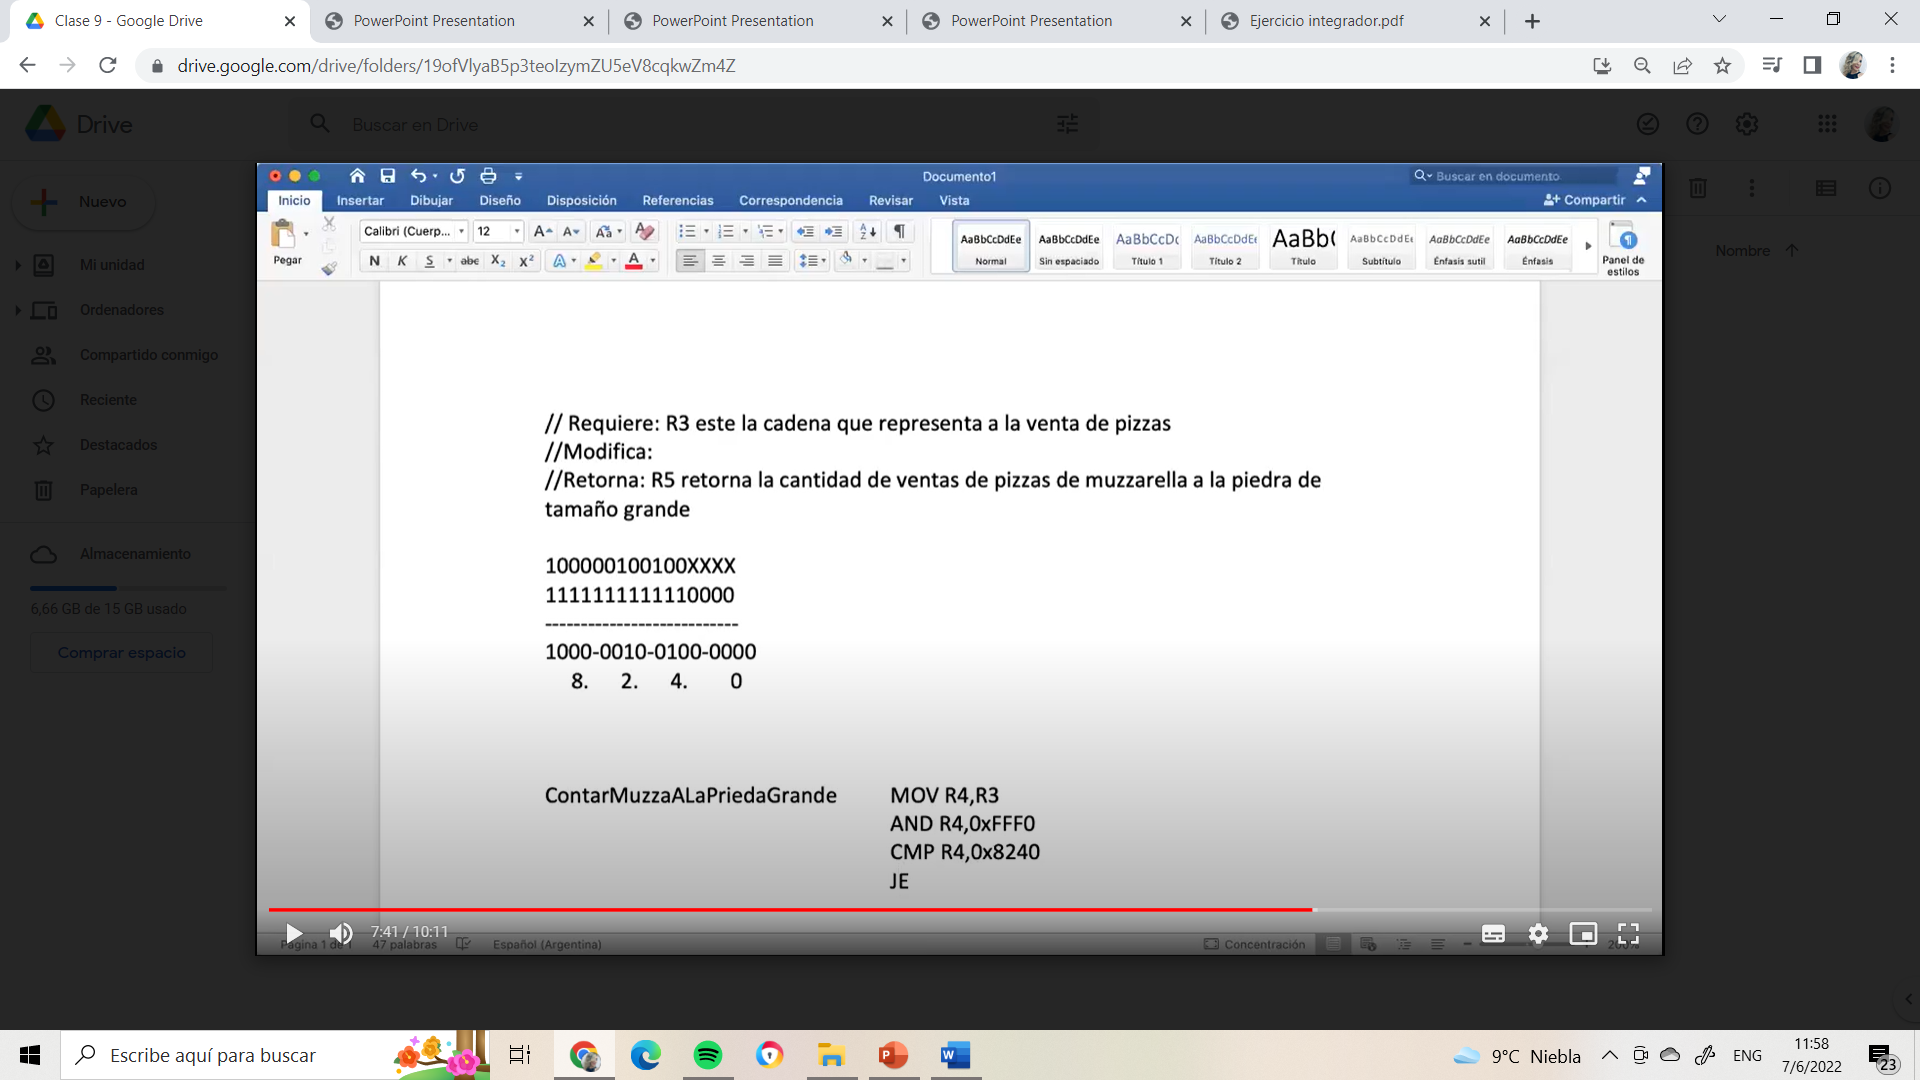 Clase 9 - Google Drive
PowerPoint Presentation
PowerPoint Presentation
PowerPoint Presentation
Ejercicio integrador.pdf
drive.google.com/drive/folders/19ofVlyaB5p3teoIzymZU5eV8cqkwZm4Z
Drive
Buscar en Drive
Nuevo
Mi unidad
Ordenadores
Compartido conmigo
Reciente
Destacados
Papelera
Almacenamiento
6,66 GB de 15 GB usado
Comprar espacio
Nombre
Documento1
Buscar en documento
Inicio Insertar Dibujar Diseño Disposición Referencias Correspondencia Revisar Vista
Compartir
Pegar
Calibri (Cuerp... 12
N K S abc X₂ X²
AaBbCcDdEe Normal
AaBbCcDdEe Sin espaciado
AaBbCcDc Título 1
AaBbCcDdEe Título 2
AaBb( Título
AaBbCcDdEe Subtítulo
AaBbCcDdEe Énfasis sutil
AaBbCcDdEe Énfasis
Panel de estilos
// Requiere: R3 este la cadena que representa a la venta de pizzas
//Modifica:
//Retorna: R5 retorna la cantidad de ventas de pizzas de muzzarella a la piedra de
tamaño grande
100000100100XXXX
1111111111110000
---------------------------
1000-0010-0100-0000
8. 2. 4. 0
ContarMuzzaALaPriedaGrande MOV R4,R3
AND R4,0xFFF0
CMP R4,0x8240
JE
7:41 / 10:11
Página 1 de 1 47 palabras Español (Argentina)
Concentración
200%
Escribe aquí para buscar
9°C Niebla
ENG
11:58
7/6/2022
23